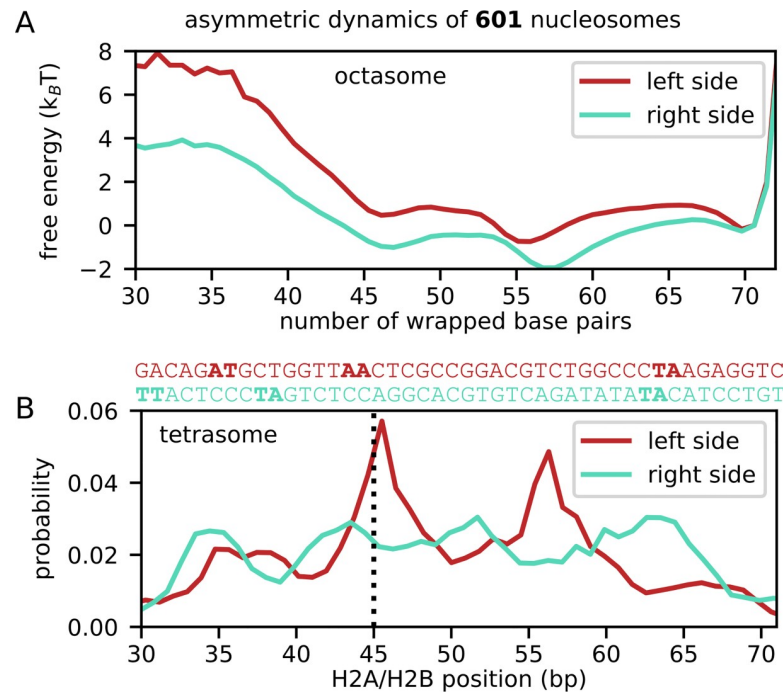 A
asymmetric dynamics of 601 nucleosomes
free energy (kBT)
8
6
4
2
0
−2
octasome
left side
right side
30 35 40 45 50 55 60 65 70
number of wrapped base pairs
GACAGATGCTGGTTAACTCGCCGGACGTCTGGCCCTAAGAGGTC
TTACTCCCTAGTCTCCAGGCACGTGTCAGATATATACATCCTGT
B
probability
0.06
0.04
0.02
0.00
tetrasome
left side
right side
30 35 40 45 50 55 60 65 70
H2A/H2B position (bp)